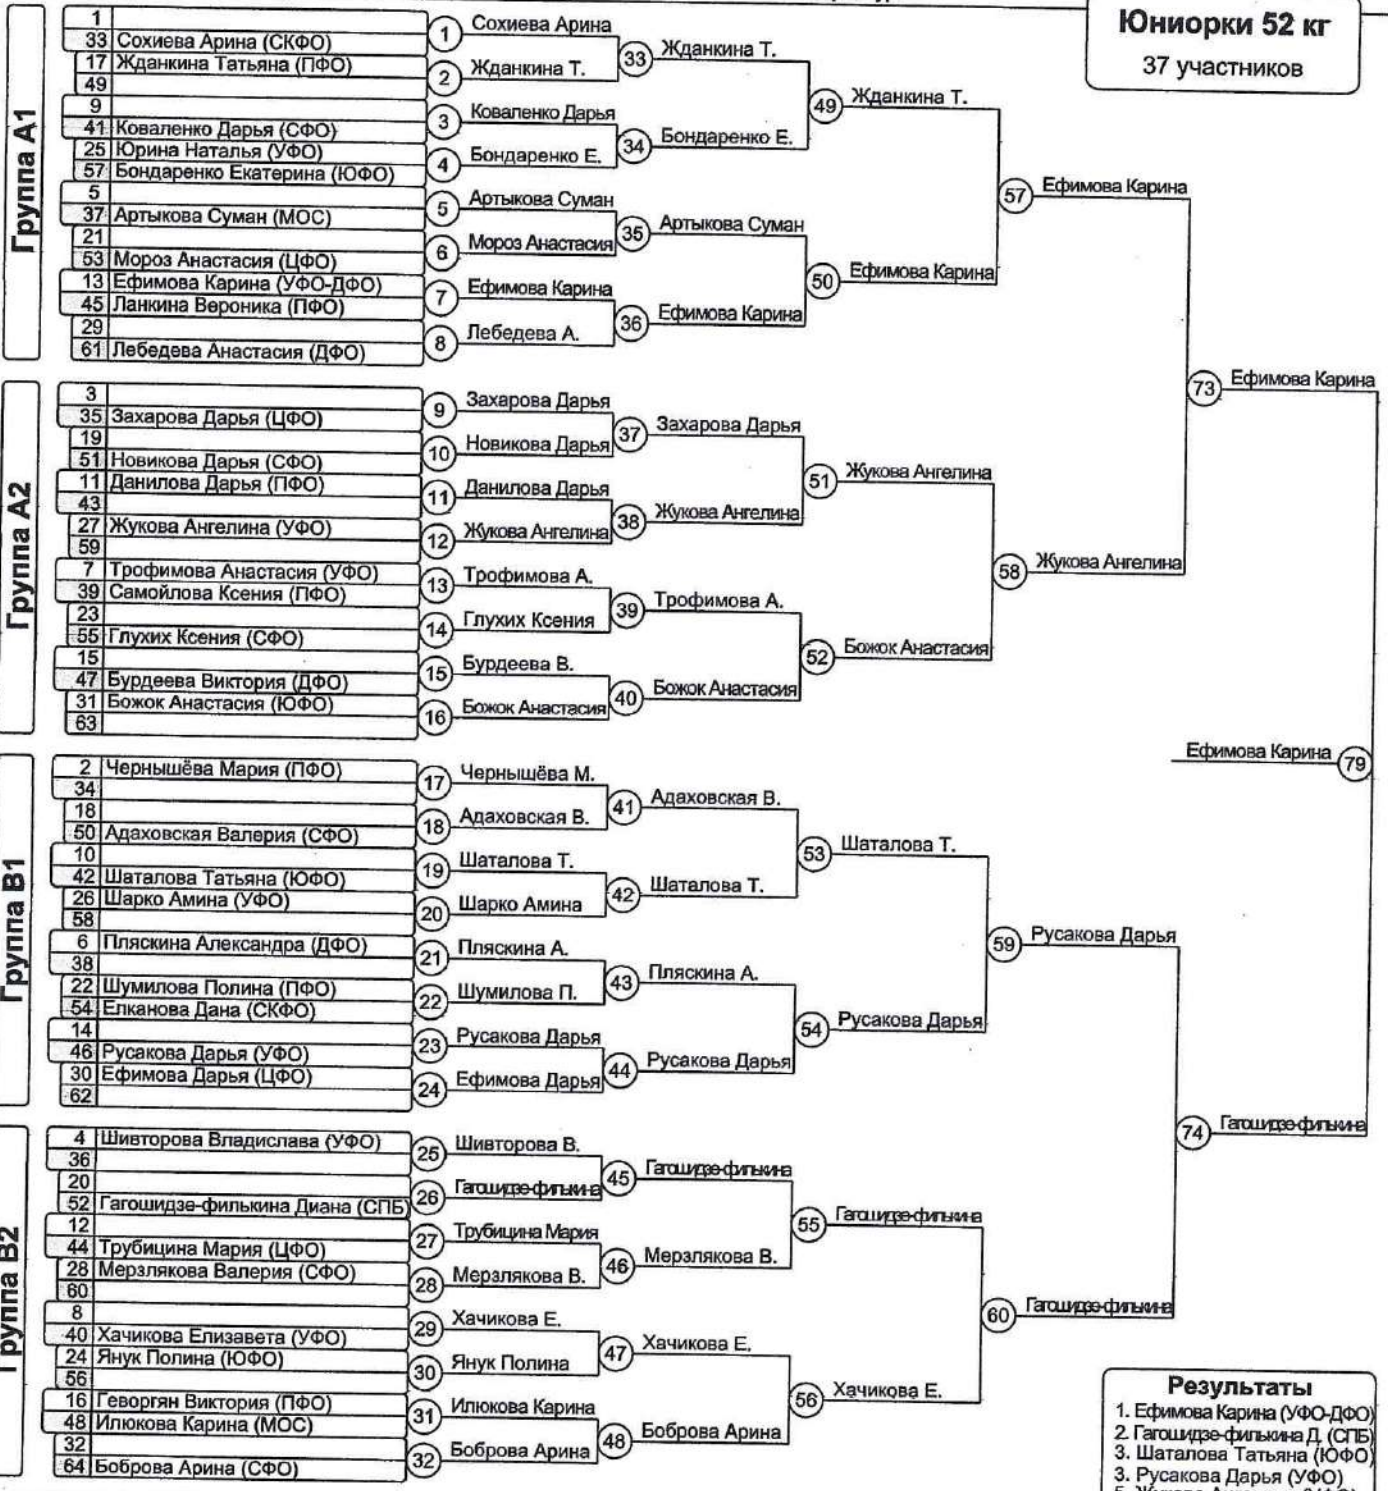 Юниорки 52 кг
37 участников
Группа А1
1
33 Сохиева Арина (СКФО)
17 Жданкина Татьяна (ПФО)
49
9
41 Коваленко Дарья (СФО)
25 Юрина Наталья (УФО)
57 Бондаренко Екатерина (ЮФО)
5
37 Артыкова Суман (МОС)
21
53 Мороз Анастасия (ЦФО)
13 Ефимова Карина (УФО-ДФО)
45 Ланкина Вероника (ПФО)
29
61 Лебедева Анастасия (ДФО)
1 Сохиева Арина
2 Жданкина Т.
3 Коваленко Дарья
4 Бондаренко Е.
5 Артыкова Суман
6 Мороз Анастасия
7 Ефимова Карина
8 Лебедева А.
33 Жданкина Т.
34 Бондаренко Е.
35 Артыкова Суман
36 Ефимова Карина
49 Жданкина Т.
50 Ефимова Карина
57 Ефимова Карина
Группа А2
3
35 Захарова Дарья (ЦФО)
19
51 Новикова Дарья (СФО)
11 Данилова Дарья (ПФО)
43
27 Жукова Ангелина (УФО)
59
7 Трофимова Анастасия (УФО)
39 Самойлова Ксения (ПФО)
23
55 Глухих Ксения (СФО)
15
47 Бурдеева Виктория (ДФО)
31 Божок Анастасия (ЮФО)
63
9 Захарова Дарья
10 Новикова Дарья
11 Данилова Дарья
12 Жукова Ангелина
13 Трофимова А.
14 Глухих Ксения
15 Бурдеева В.
16 Божок Анастасия
37 Захарова Дарья
38 Жукова Ангелина
39 Трофимова А.
40 Божок Анастасия
51 Жукова Ангелина
52 Божок Анастасия
58 Жукова Ангелина
73 Ефимова Карина
Ефимова Карина 79
Группа В1
2 Чернышёва Мария (ПФО)
34
18
50 Адаховская Валерия (СФО)
10
42 Шаталова Татьяна (ЮФО)
26 Шарко Амина (УФО)
58
6 Пляскина Александра (ДФО)
38
22 Шумилова Полина (ПФО)
54 Елканова Дана (СКФО)
14
46 Русакова Дарья (УФО)
30 Ефимова Дарья (ЦФО)
62
17 Чернышёва М.
18 Адаховская В.
19 Шаталова Т.
20 Шарко Амина
21 Пляскина А.
22 Шумилова П.
23 Русакова Дарья
24 Ефимова Дарья
41 Адаховская В.
42 Шаталова Т.
43 Пляскина А.
44 Русакова Дарья
53 Шаталова Т.
54 Русакова Дарья
59 Русакова Дарья
Группа В2
4 Шивторова Владислава (УФО)
36
20
52 Гагошидзе-филькина Диана (СПБ)
12
44 Трубицина Мария (ЦФО)
28 Мерзлякова Валерия (СФО)
60
8
40 Хачикова Елизавета (УФО)
24 Янук Полина (ЮФО)
56
16 Геворгян Виктория (ПФО)
48 Илюкова Карина (МОС)
32
64 Боброва Арина (СФО)
25 Шивторова В.
26 Гагошидзе-филькина
27 Трубицина Мария
28 Мерзлякова В.
29 Хачикова Е.
30 Янук Полина
31 Илюкова Карина
32 Боброва Арина
45 Гагошидзе-филькина
46 Мерзлякова В.
47 Хачикова Е.
48 Боброва Арина
55 Гагошидзе-филькина
56 Хачикова Е.
60 Гагошидзе-филькина
74 Гагошидзе-филькина
Результаты
1. Ефимова Карина (УФО-ДФО)
2. Гагошидзе-филькина Д. (СПБ)
3. Шаталова Татьяна (ЮФО)
3. Русакова Дарья (УФО)